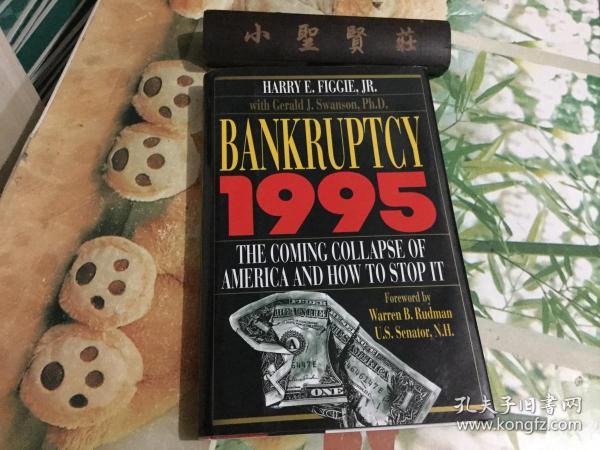 小聖賢莊
HARRY E. FIGGIE, JR.
with Gerald J. Swanson, Ph.D.
BANKRUPTCY
1995
THE COMING COLLAPSE OF
AMERICA AND HOW TO STOP IT
Foreword by
Warren B. Rudman
U.S. Senator, N.H.
ONE
孔夫子旧书网
www.kongfz.com